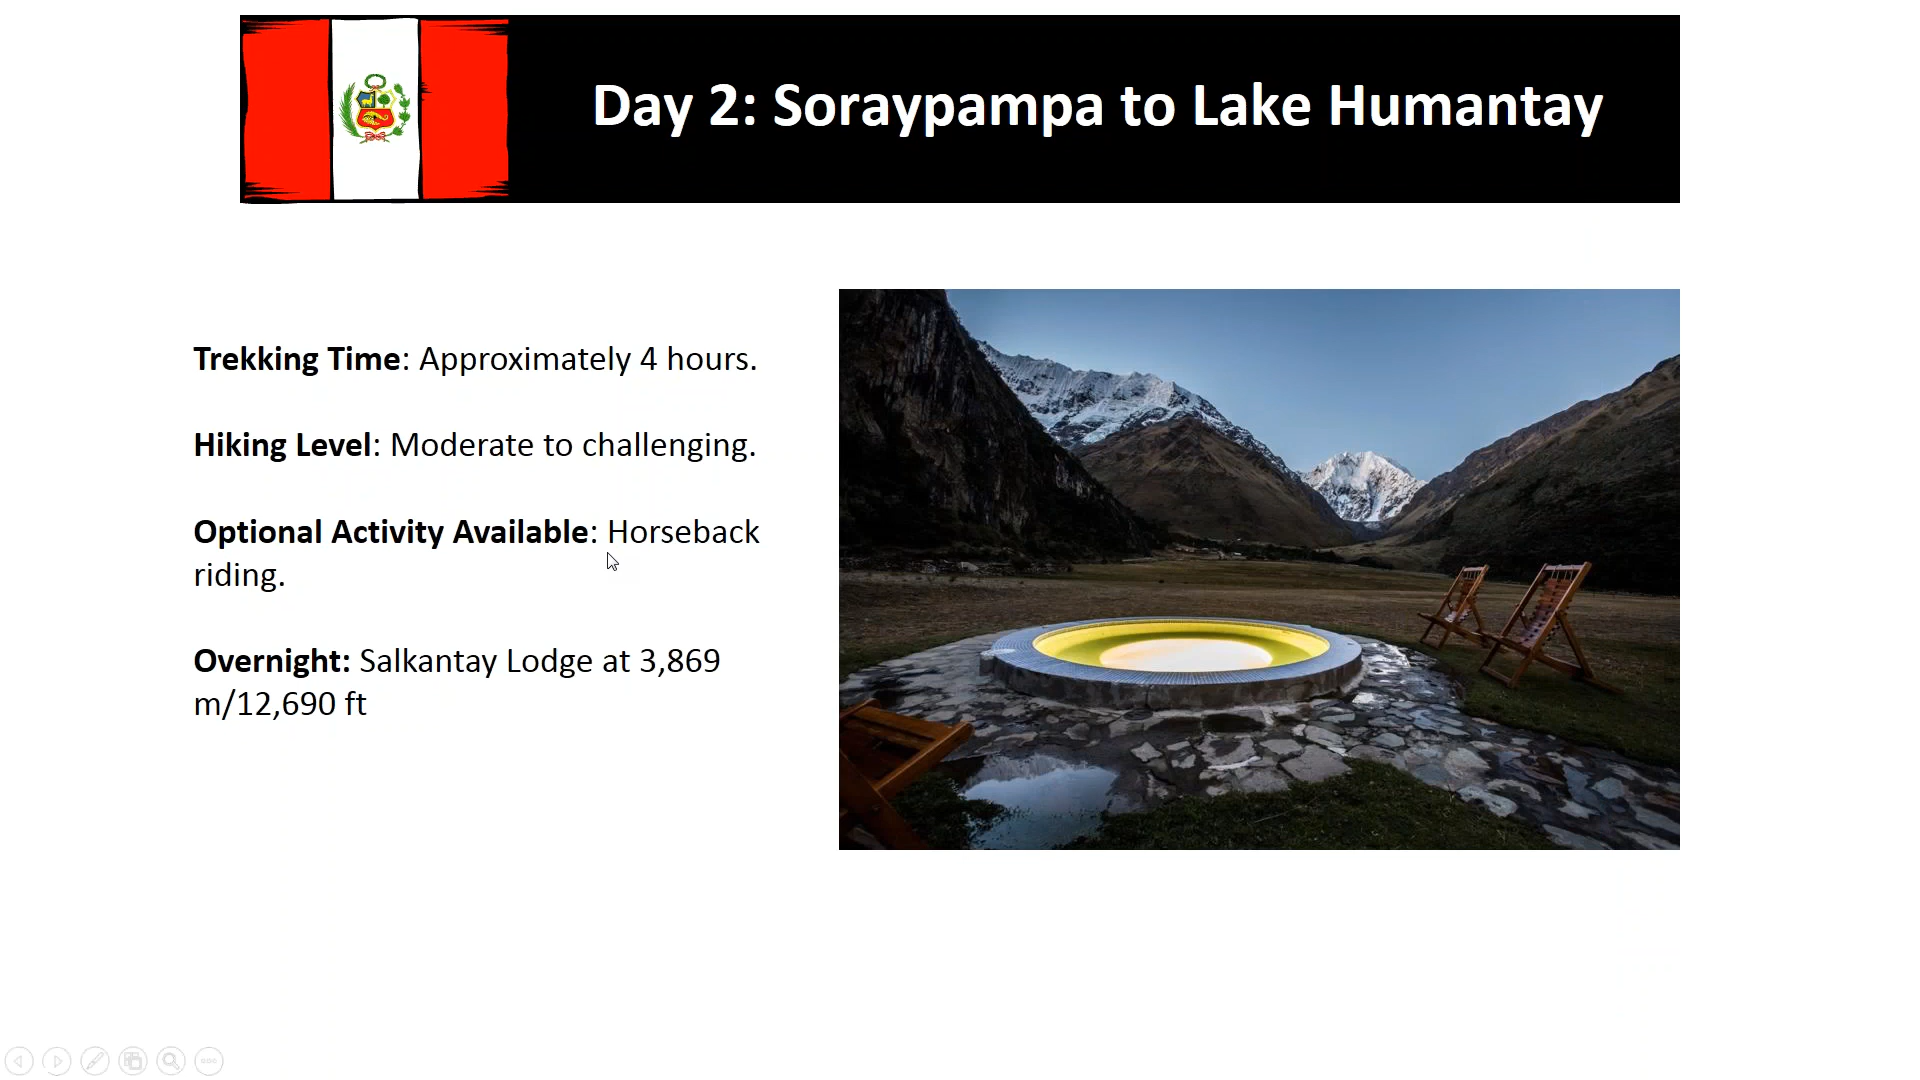 Day 2: Soraypampa to Lake Humantay
Trekking Time: Approximately 4 hours.
Hiking Level: Moderate to challenging.
Optional Activity Available: Horseback
riding.
Overnight: Salkantay Lodge at 3,869
m/12,690 ft